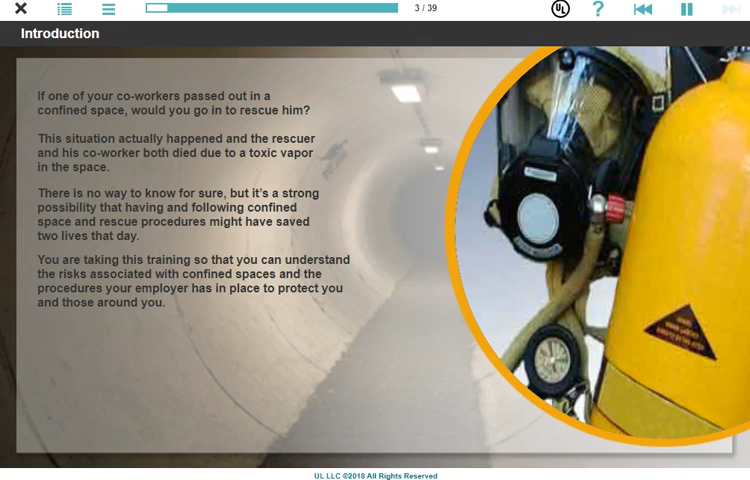 3 / 39
UL
?
Introduction
If one of your co-workers passed out in a
confined space, would you go in to rescue him?
This situation actually happened and the rescuer
and his co-worker both died due to a toxic vapor
in the space.
There is no way to know for sure, but it's a strong
possibility that having and following confined
space and rescue procedures might have saved
two lives that day.
You are taking this training so that you can understand
the risks associated with confined spaces and the
procedures your employer has in place to protect you
and those around you.
UL LLC ©2018 All Rights Reserved